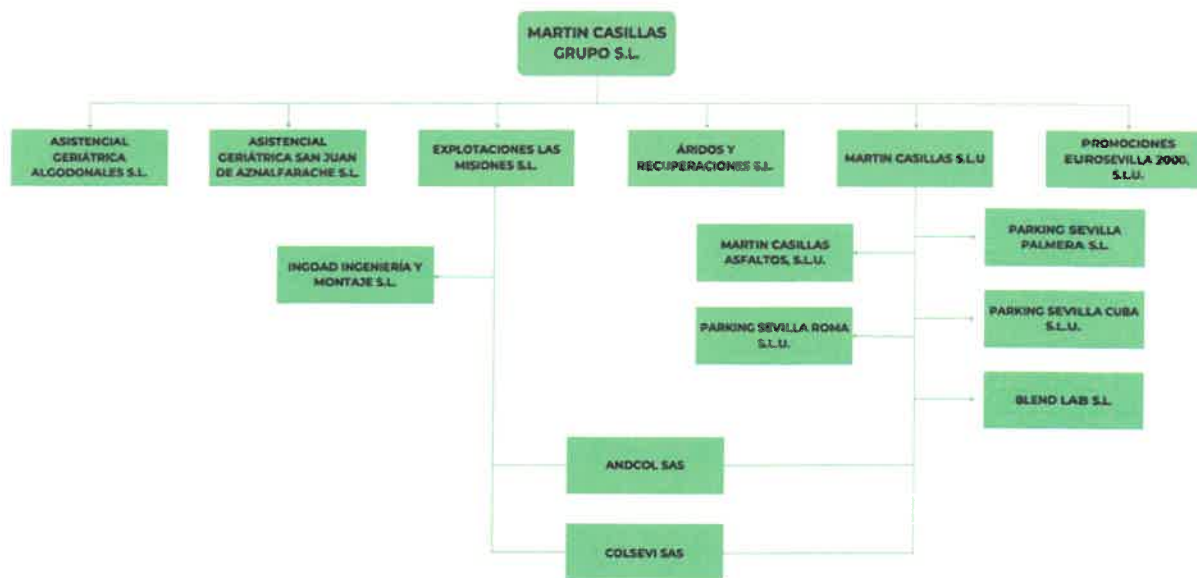 MARTIN CASILLAS
GRUPO S.L.
ASISTENCIAL
GERIÁTRICA
ALGODONALES S.L.
ASISTENCIAL
GERIÁTRICA SAN JUAN
DE AZNALFARACHE S.L.
EXPLOTACIONES LAS
MISIONES S.L.
ÁRIDOS Y
RECUPERACIONES S.L.
MARTIN CASILLAS S.L.U
PROMOCIONES
EUROSEVILLA 2000,
S.L.U.
INGOAD INGENIERÍA Y
MONTAJE S.L.
MARTIN CASILLAS
ASFALTOS, S.L.U.
PARKING SEVILLA
PALMERA S.L.
PARKING SEVILLA ROMA
S.L.U.
PARKING SEVILLA CUBA
S.L.U.
BLEND LAB S.L.
ANDCOL SAS
COLSEVI SAS